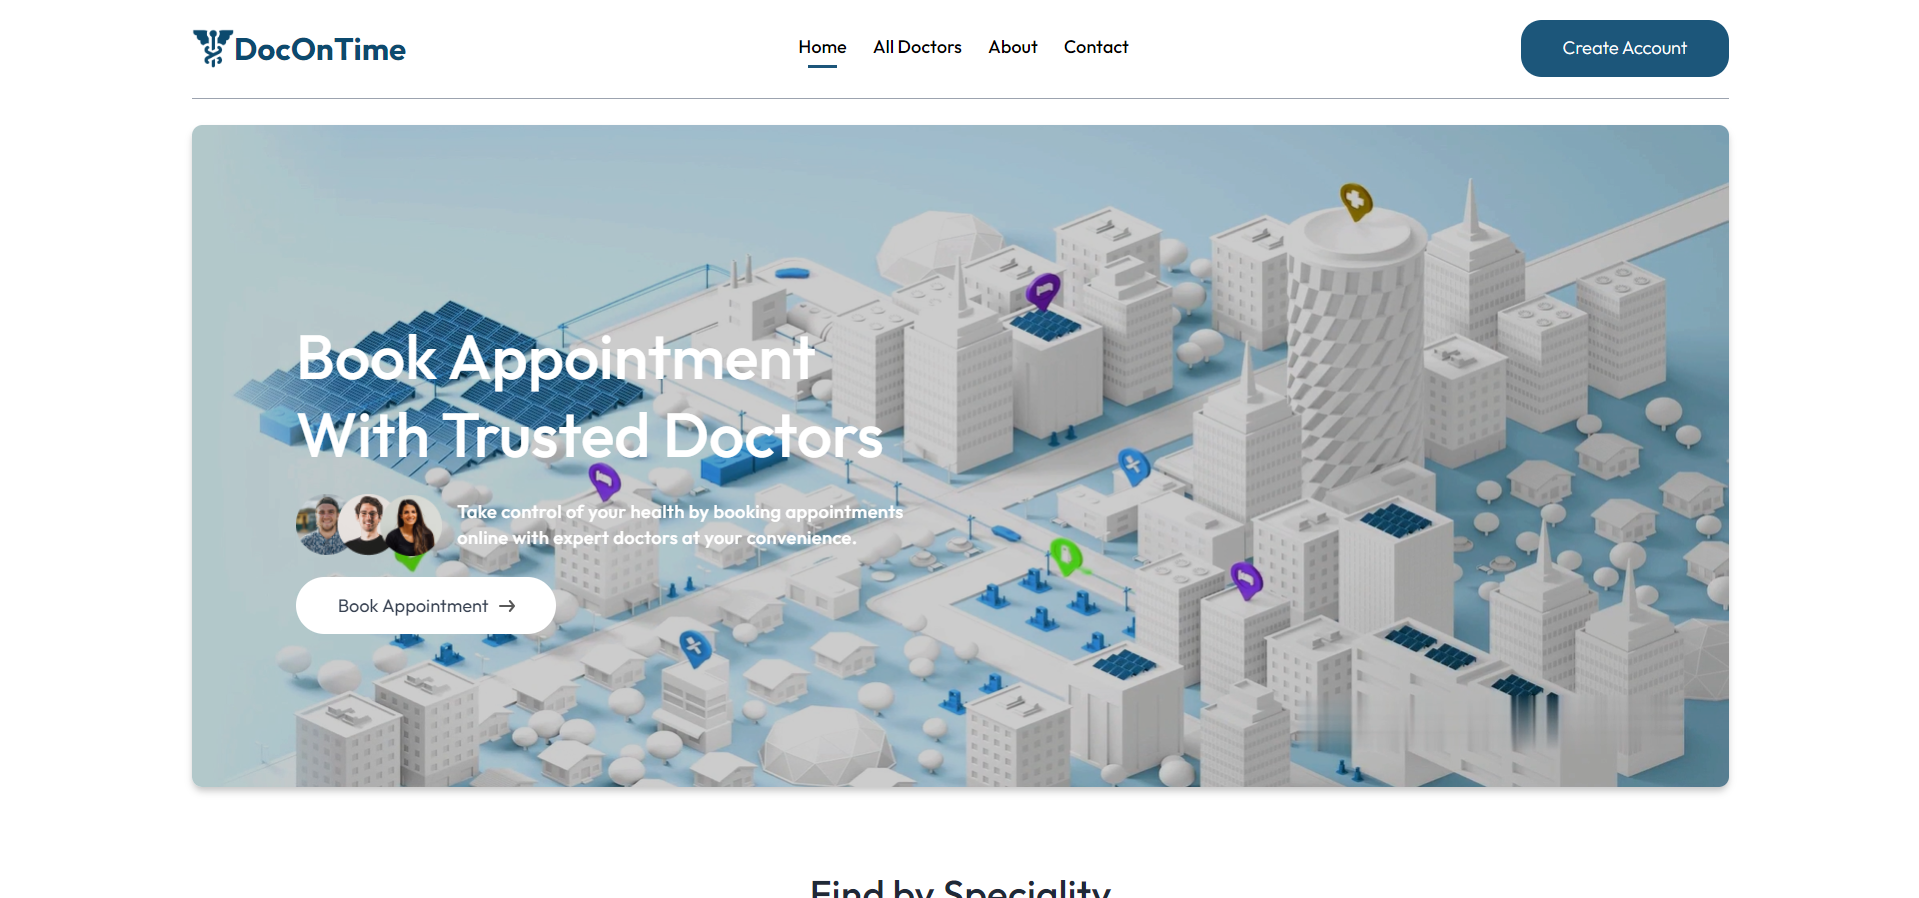 DocOnTime
Home All Doctors About Contact
Create Account
Book Appointment
With Trusted Doctors
Take control of your health by booking appointments
online with expert doctors at your convenience.
Book Appointment →
Find by Speciality